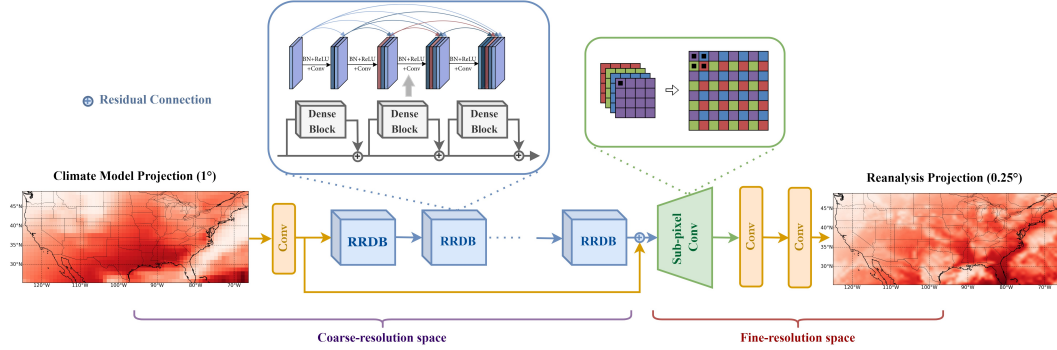 BN+ReLU BN+ReLU BN+ReLU BN+ReLU
+Conv +Conv +Conv +Conv
⊕ Residual Connection
Dense Block
Dense Block
Dense Block
Climate Model Projection (1°)
Reanalysis Projection (0.25°)
45°N
40°N
35°N
30°N
120°W 110°W 100°W 90°W 80°W 70°W
Conv
RRDB
RRDB
RRDB
Sub-pixel
Conv
Conv
Conv
45°N
40°N
35°N
30°N
120°W 110°W 100°W 90°W 80°W 70°W
Coarse-resolution space
Fine-resolution space